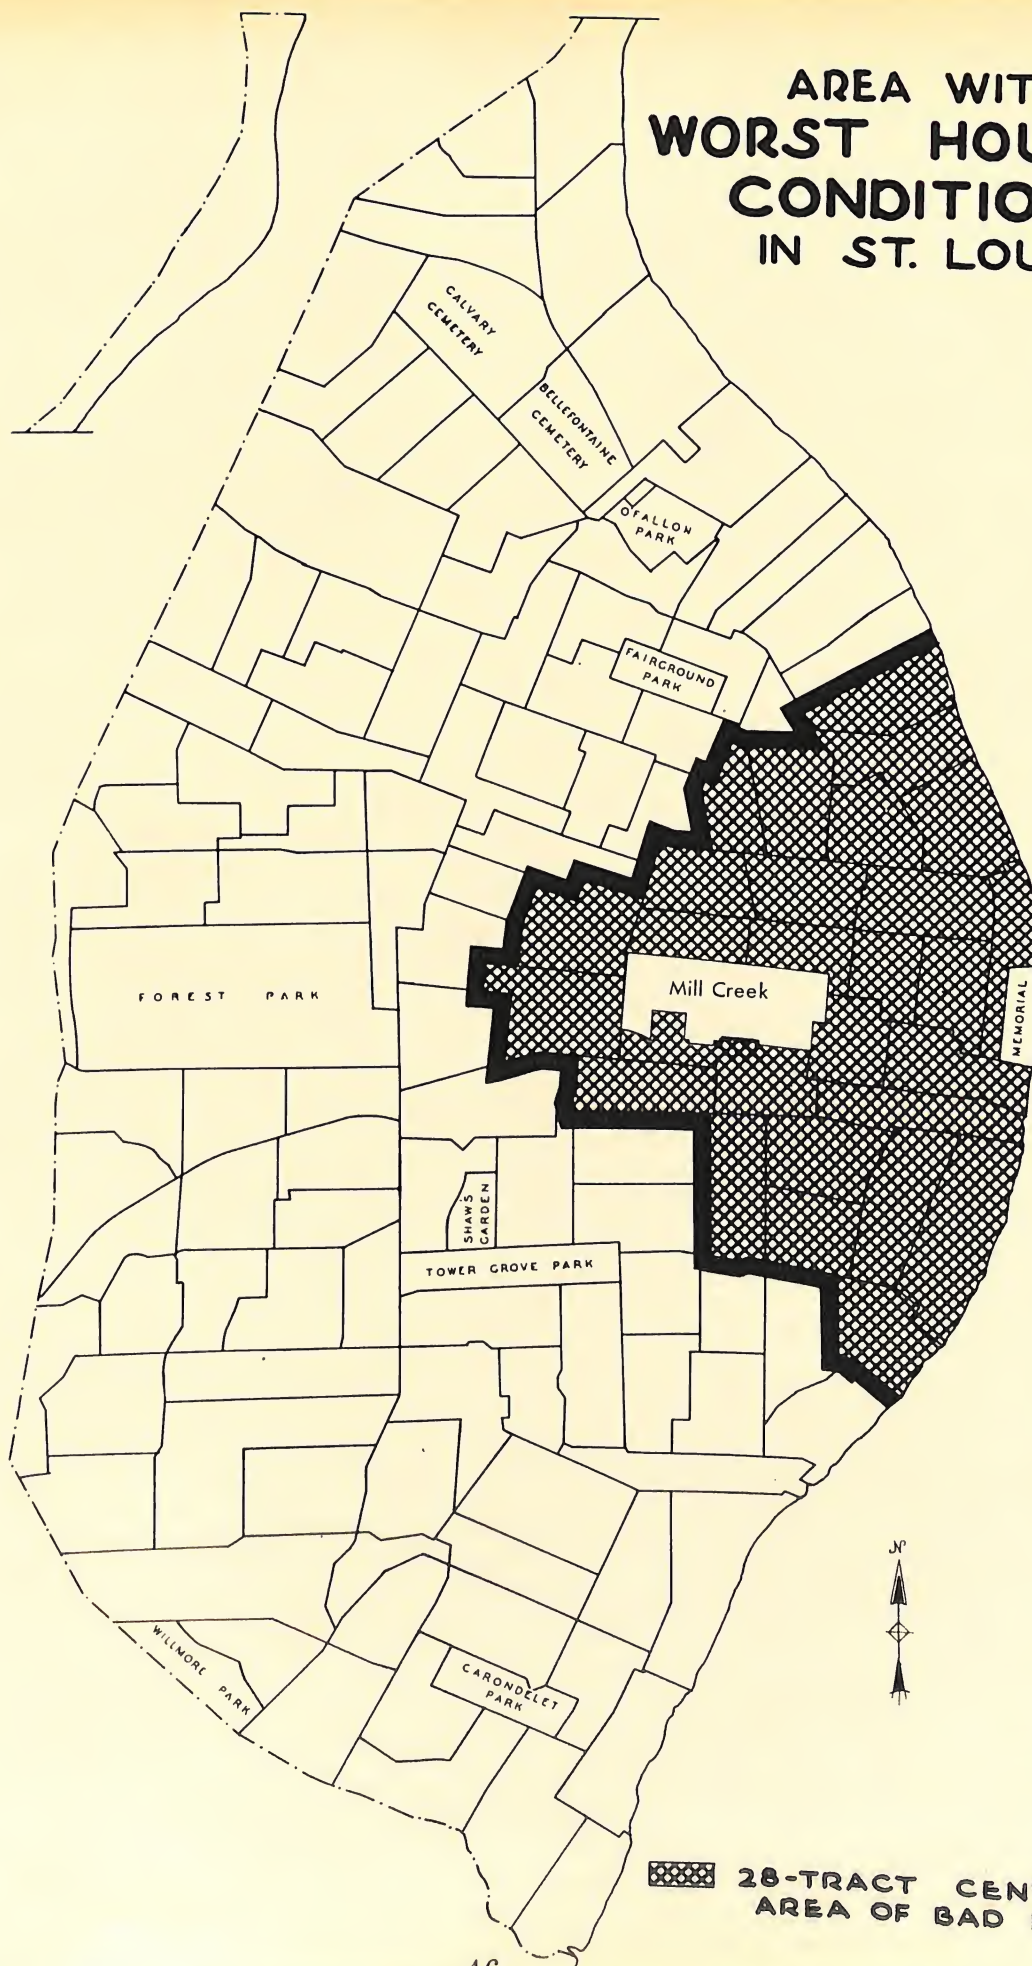 AREA WIT
WORST HOU
CONDITIO
IN ST. LOU
CALVARY
CEMETERY
BELLEFONTAINE
CEMETERY
O'FALLON
PARK
FAIRGROUND
PARK
FOREST PARK
Mill Creek
MEMORIAL
SHAW'S
GARDEN
TOWER GROVE PARK
N
WILLMORE PARK
CARONDELET
PARK
28-TRACT CEN
AREA OF BAD